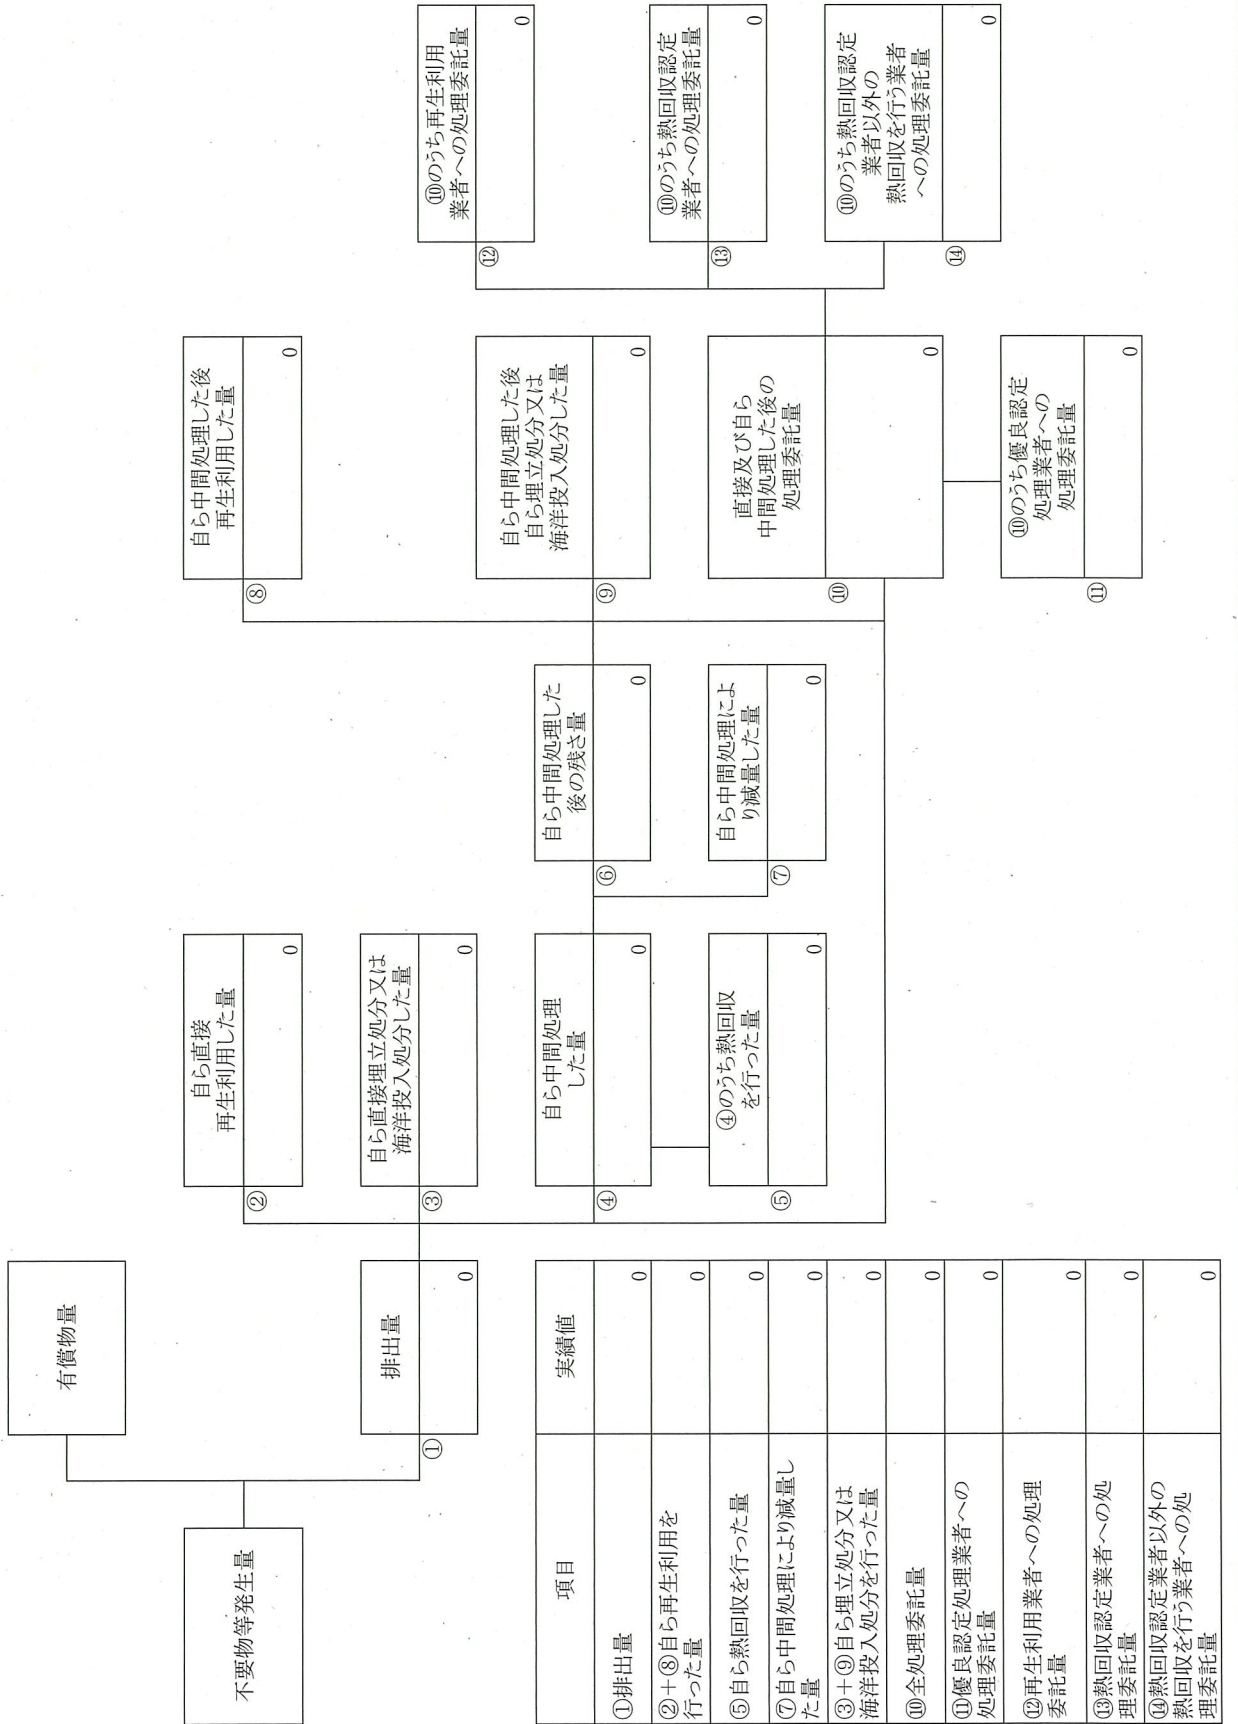 不要物等発生量
有償物量
①
排出量
0
②
自ら直接
再生利用した量
0
③
自ら直接埋立処分又は
海洋投入処分した量
0
④
自ら中間処理
した量
0
⑤
④のうち熱回収
を行った量
0
⑥
自ら中間処理した
後の残さ量
0
⑦
自ら中間処理によ
り減量した量
0
⑧
自ら中間処理した後
再生利用した量
0
⑨
自ら中間処理した後
自ら埋立処分又は
海洋投入処分した量
0
⑩
直接及び自ら
中間処理した後の
処理委託量
0
⑪
⑩のうち優良認定
処理業者への
処理委託量
0
⑫
⑩のうち再生利用
業者への処理委託量
0
⑬
⑩のうち熱回収認定
業者への処理委託量
0
⑭
⑩のうち熱回収認定
業者以外の
熱回収を行う業者
への処理委託量
0
項目 実績値
①排出量 0
②+⑧自ら再生利用を
行った量 0
⑤自ら熱回収を行った量 0
⑦自ら中間処理により減量し
た量 0
③+⑨自ら埋立処分又は
海洋投入処分を行った量 0
⑩全処理委託量 0
⑪優良認定処理業者への
処理委託量 0
⑫再生利用業者への処理
委託量 0
⑬熱回収認定業者への処
理委託量 0
⑭熱回収認定業者以外の
熱回収を行う業者への処
理委託量 0